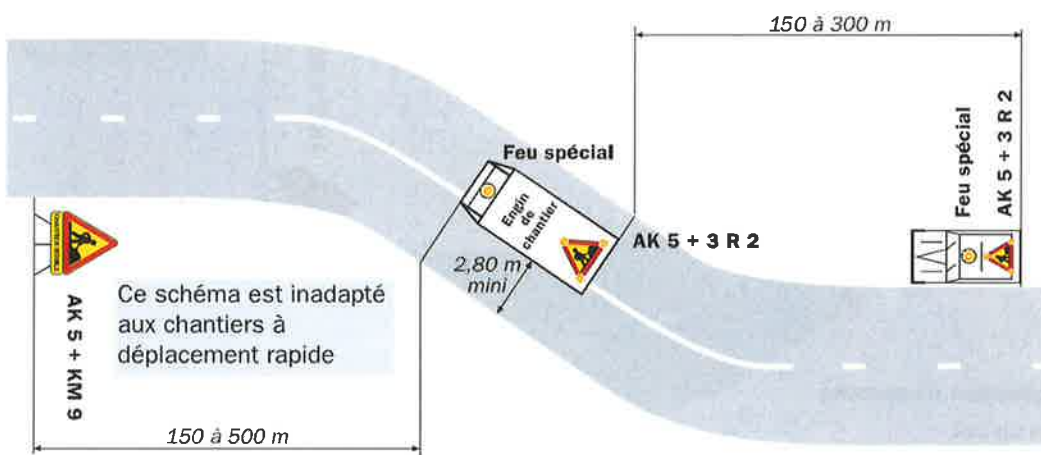 150 à 300 m
Feu spécial
Feu spécial
AK 5 + 3 R 2
Engin
de
chantier
AK 5 + 3 R 2
2,80 m
mini
AK 5 + KM 9
Ce schéma est inadapté
aux chantiers à
déplacement rapide
150 à 500 m